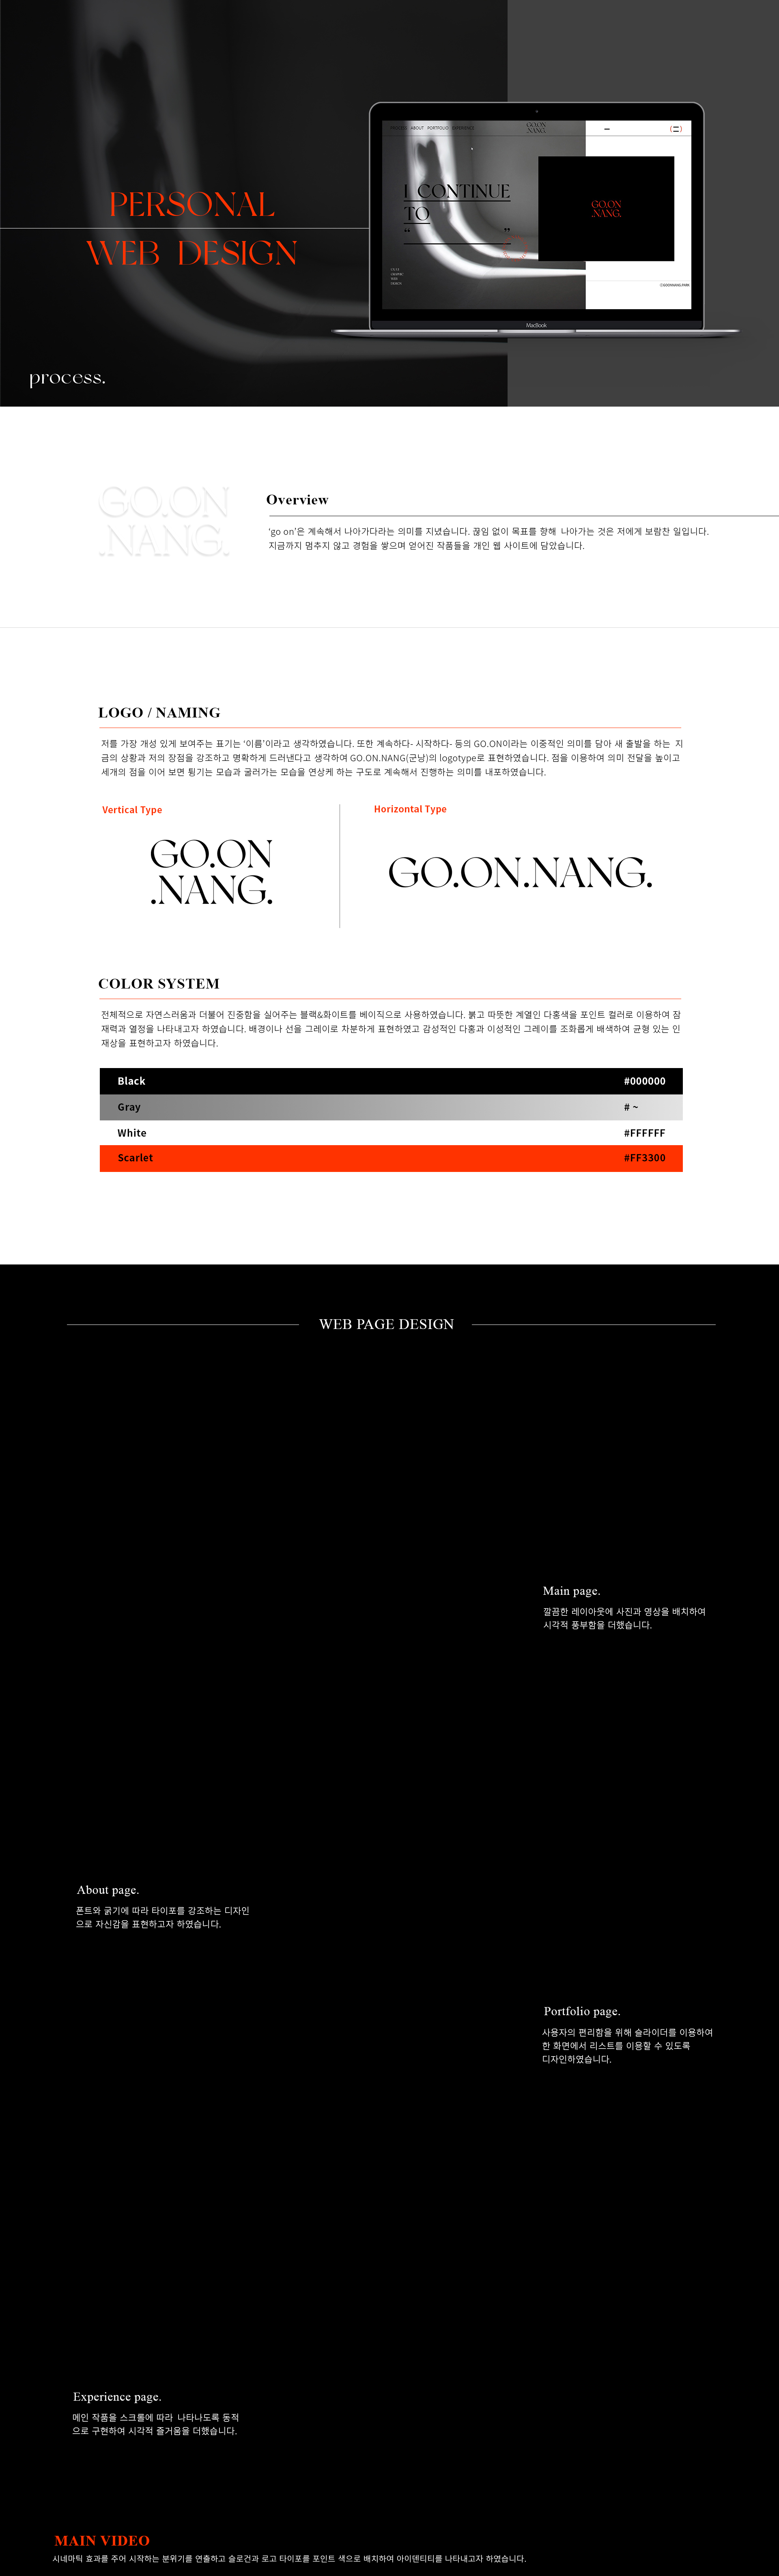 ABOUT PORTFOLIO
GO.ON
.NANG.
I CONTINUE
TO
“ ”
GO.ON
.NANG.
©GOONNANG.PARK
MacBook
PERSONAL
WEB DESIGN
process.
GO.ON
.NANG.
Overview
‘go on’은 계속해서 나아가다라는 의미를 지녔습니다. 끊임 없이 목표를 향해 나아가는 것은 저에게 보람찬 일입니다.
지금까지 멈추지 않고 경험을 쌓으며 얻어진 작품들을 개인 웹 사이트에 담았습니다.
LOGO / NAMING
저를 가장 개성 있게 보여주는 표기는 ‘이름’이라고 생각하였습니다. 또한 계속하다- 시작하다- 등의 GO.ON이라는 이중적인 의미를 담아 새 출발을 하는 지
금의 상황과 저의 장점을 강조하고 명확하게 드러낸다고 생각하여 GO.ON.NANG(군낭)의 logotype로 표현하였습니다. 점을 이용하여 의미 전달을 높이고
세개의 점을 이어 보면 튕기는 모습과 굴러가는 모습을 연상케 하는 구도로 계속해서 진행하는 의미를 내포하였습니다.
Vertical Type
Horizontal Type
GO.ON
.NANG.
GO.ON.NANG.
COLOR SYSTEM
전체적으로 자연스러움과 더불어 진중함을 실어주는 블랙&화이트를 베이직으로 사용하였습니다. 붉고 따뜻한 계열인 다홍색을 포인트 컬러로 이용하여 잠
재력과 열정을 나타내고자 하였습니다. 배경이나 선을 그레이로 차분하게 표현하였고 감성적인 다홍과 이성적인 그레이를 조화롭게 배색하여 균형 있는 인
재상을 표현하고자 하였습니다.
Black #000000
Gray # ~
White #FFFFFF
Scarlet #FF3300
WEB PAGE DESIGN
Main page.
깔끔한 레이아웃에 사진과 영상을 배치하여
시각적 풍부함을 더했습니다.
About page.
폰트와 굵기에 따라 타이포를 강조하는 디자인
으로 자신감을 표현하고자 하였습니다.
Portfolio page.
사용자의 편리함을 위해 슬라이더를 이용하여
한 화면에서 리스트를 이용할 수 있도록
디자인하였습니다.
Experience page.
메인 작품을 스크롤에 따라 나타나도록 동적
으로 구현하여 시각적 즐거움을 더했습니다.
MAIN VIDEO
시네마틱 효과를 주어 시작하는 분위기를 연출하고 슬로건과 로고 타이포를 포인트 색으로 배치하여 아이덴티티를 나타내고자 하였습니다.